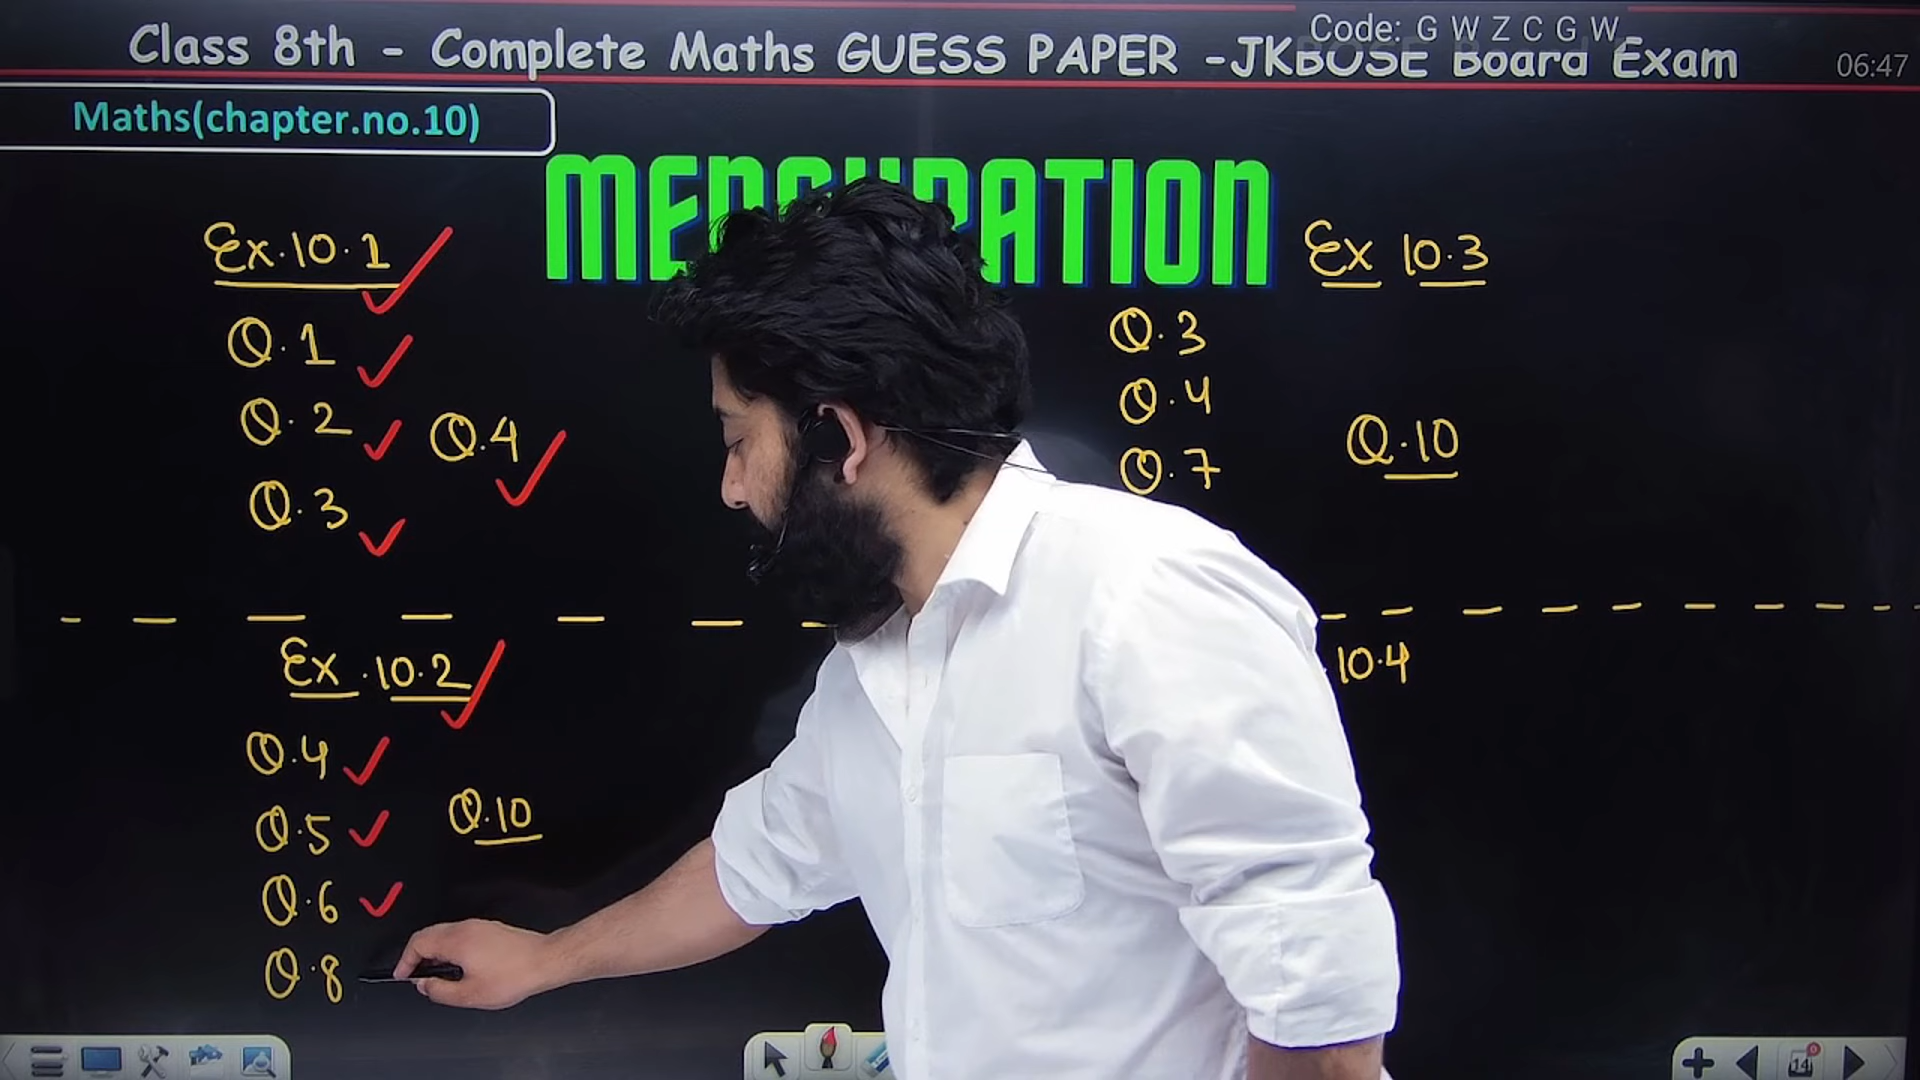 Code: G W Z C G W
Class 8th - Complete Maths GUESS PAPER -JKBOSE Board Exam
06:47
Maths(chapter.no.10)
Ex.10.1
Q.1
Q.2
Q.4
Q.3
Ex 10.3
Q.3
Q.4
Q.7
Q.10
Ex.10.2
Q.4
Q.5
Q.10
Q.6
Q.8
10.4
14